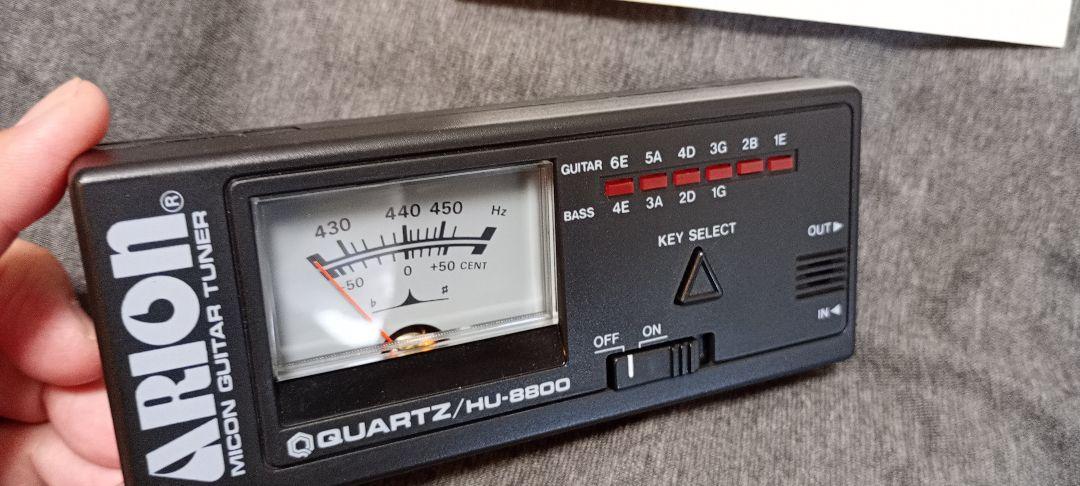 ARION®
MICON GUITAR TUNER
430 440 450 Hz
-50 0 +50 CENT
♭ ♯
QUARTZ/HU-8800
GUITAR 6E 5A 4D 3G 2B 1E
BASS 4E 3A 2D 1G
KEY SELECT
OUT▶
IN◀
OFF ON